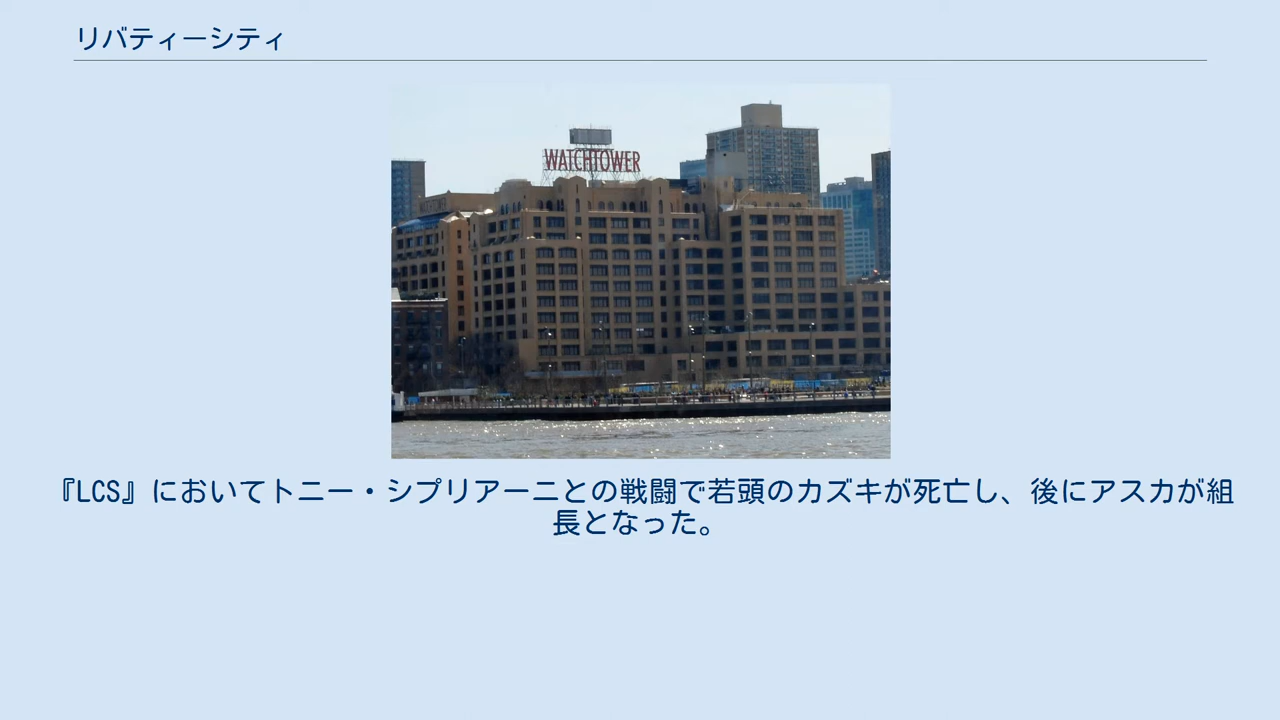 リバティーシティ
WATCHTOWER
『LCS』においてトニー・シプリアーニとの戦闘で若頭のカズキが死亡し、後にアスカが組
長となった。